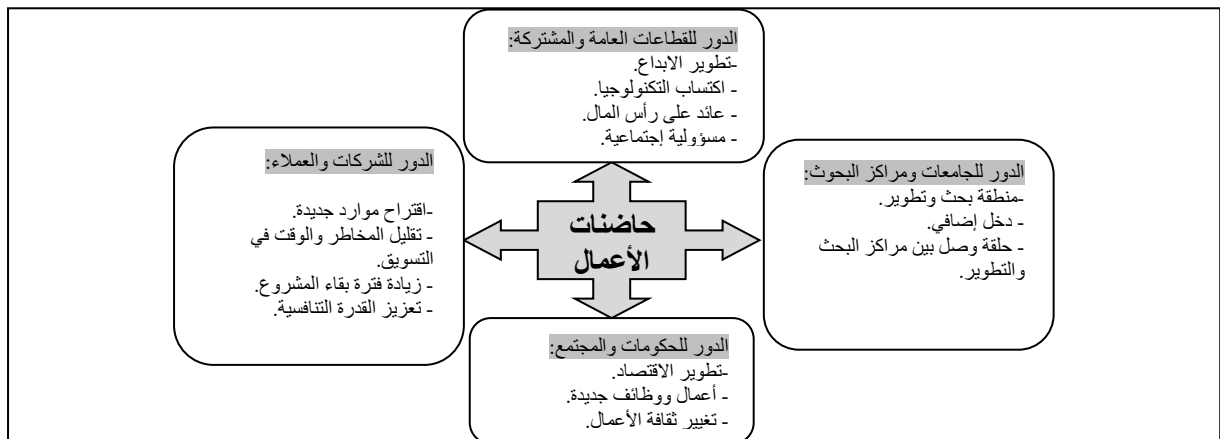 الدور للقطاعات العامة والمشتركة:
-تطوير الابداع.
- اكتساب التكنولوجيا.
- عائد على رأس المال.
- مسؤولية إجتماعية.
الدور للجامعات ومراكز البحوث:
-منطقة بحث وتطوير.
- دخل إضافي.
- حلقة وصل بين مراكز البحث
والتطوير.
حاضنات
الأعمال
الدور للشركات والعملاء:
-اقتراح موارد جديدة.
- تقليل المخاطر والوقت في
التسويق.
- زيادة فترة بقاء المشروع.
- تعزيز القدرة التنافسية.
الدور للحكومات والمجتمع:
-تطوير الاقتصاد.
- أعمال ووظائف جديدة.
- تغيير ثقافة الأعمال.